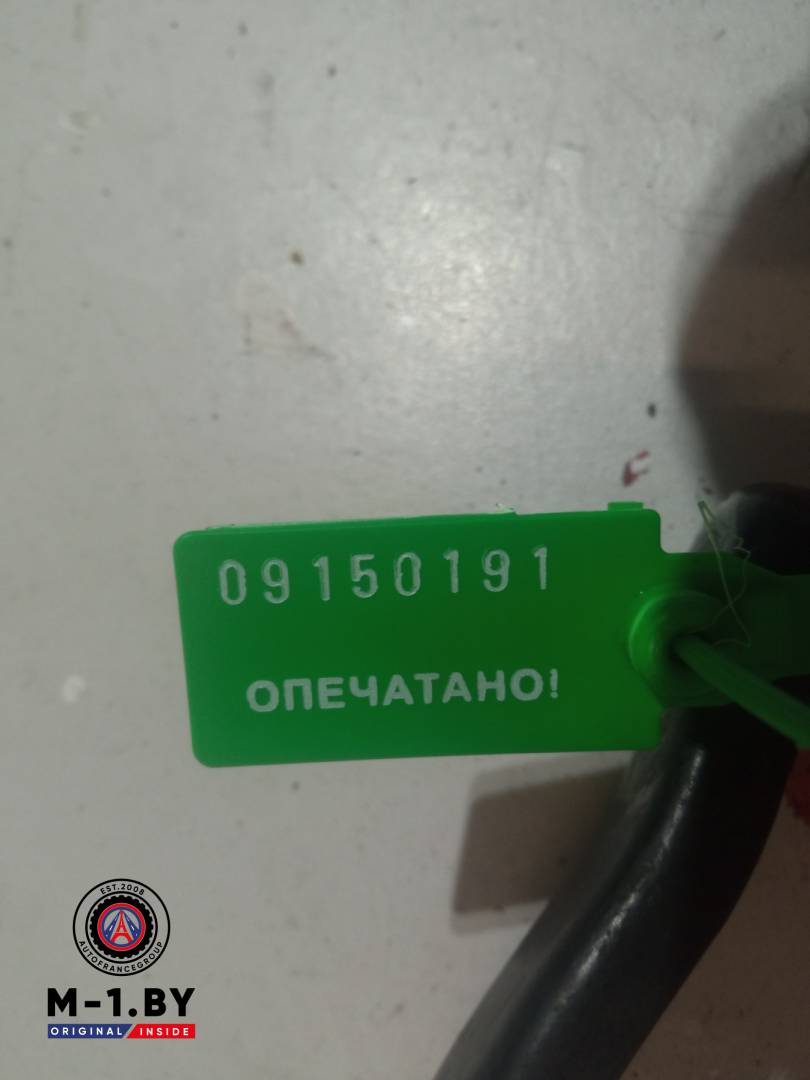 09150191
ОПЕЧАТАНО!
EST.2008
AUTOFRANCEGROUP
M-1.BY
ORIGINAL INSIDE